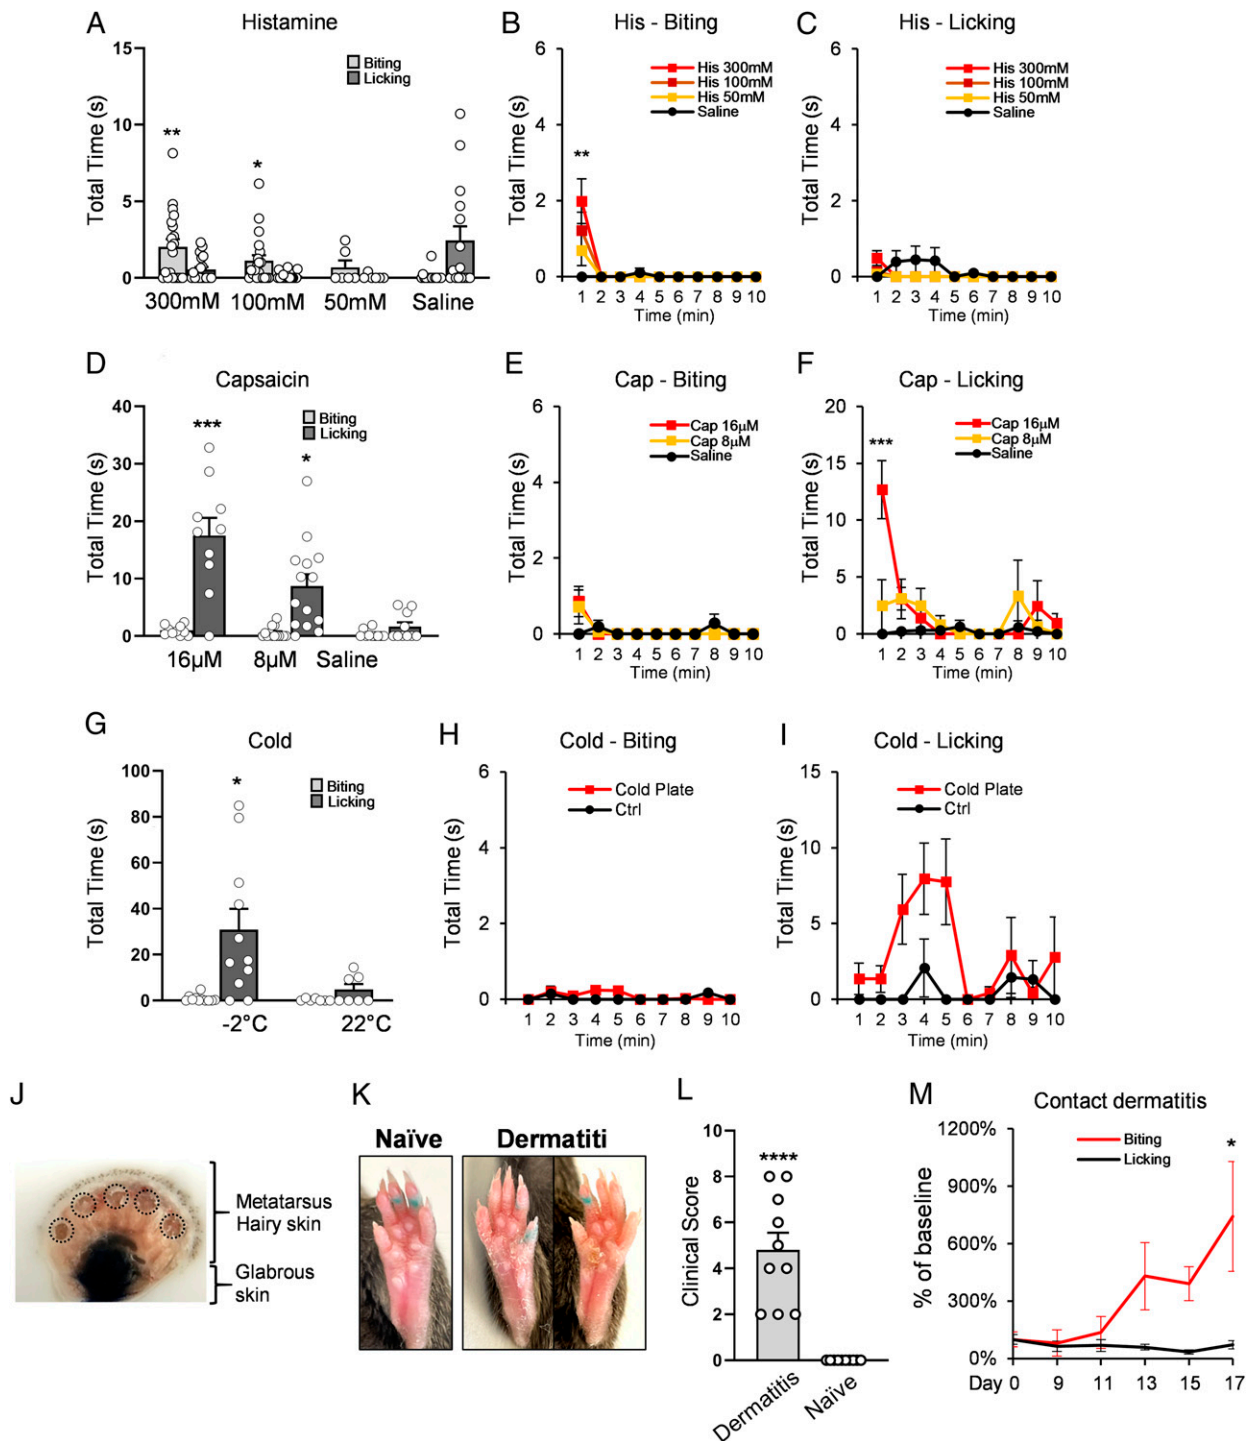 A
Histamine
Total Time (s)
15
10
5
0
Biting
Licking
**
*
300mM
100mM
50mM
Saline
B
His - Biting
Total Time (s)
6
4
2
0
His 300mM
His 100mM
His 50mM
Saline
**
1 2 3 4 5 6 7 8 9 10
Time (min)
C
His - Licking
Total Time (s)
6
4
2
0
His 300mM
His 100mM
His 50mM
Saline
1 2 3 4 5 6 7 8 9 10
Time (min)
D
Capsaicin
Total Time (s)
40
30
20
10
0
Biting
Licking
***
*
16µM
8µM
Saline
E
Cap - Biting
Total Time (s)
6
4
2
0
Cap 16µM
Cap 8µM
Saline
1 2 3 4 5 6 7 8 9 10
Time (min)
F
Cap - Licking
Total Time (s)
20
15
10
5
0
Cap 16µM
Cap 8µM
Saline
***
1 2 3 4 5 6 7 8 9 10
Time (min)
G
Cold
Total Time (s)
100
80
60
40
20
0
Biting
Licking
*
-2°C
22°C
H
Cold - Biting
Total Time (s)
6
4
2
0
Cold Plate
Ctrl
1 2 3 4 5 6 7 8 9 10
Time (min)
I
Cold - Licking
Total Time (s)
15
10
5
0
Cold Plate
Ctrl
1 2 3 4 5 6 7 8 9 10
Time (min)
J
Metatarsus
Hairy skin
Glabrous
skin
K
Naïve
Dermatiti
L
Clinical Score
10
8
6
4
2
0
****
Dermatitis
Naïve
M
Contact dermatitis
% of baseline
1200%
900%
600%
300%
0%
Biting
Licking
*
Day 0 9 11 13 15 17